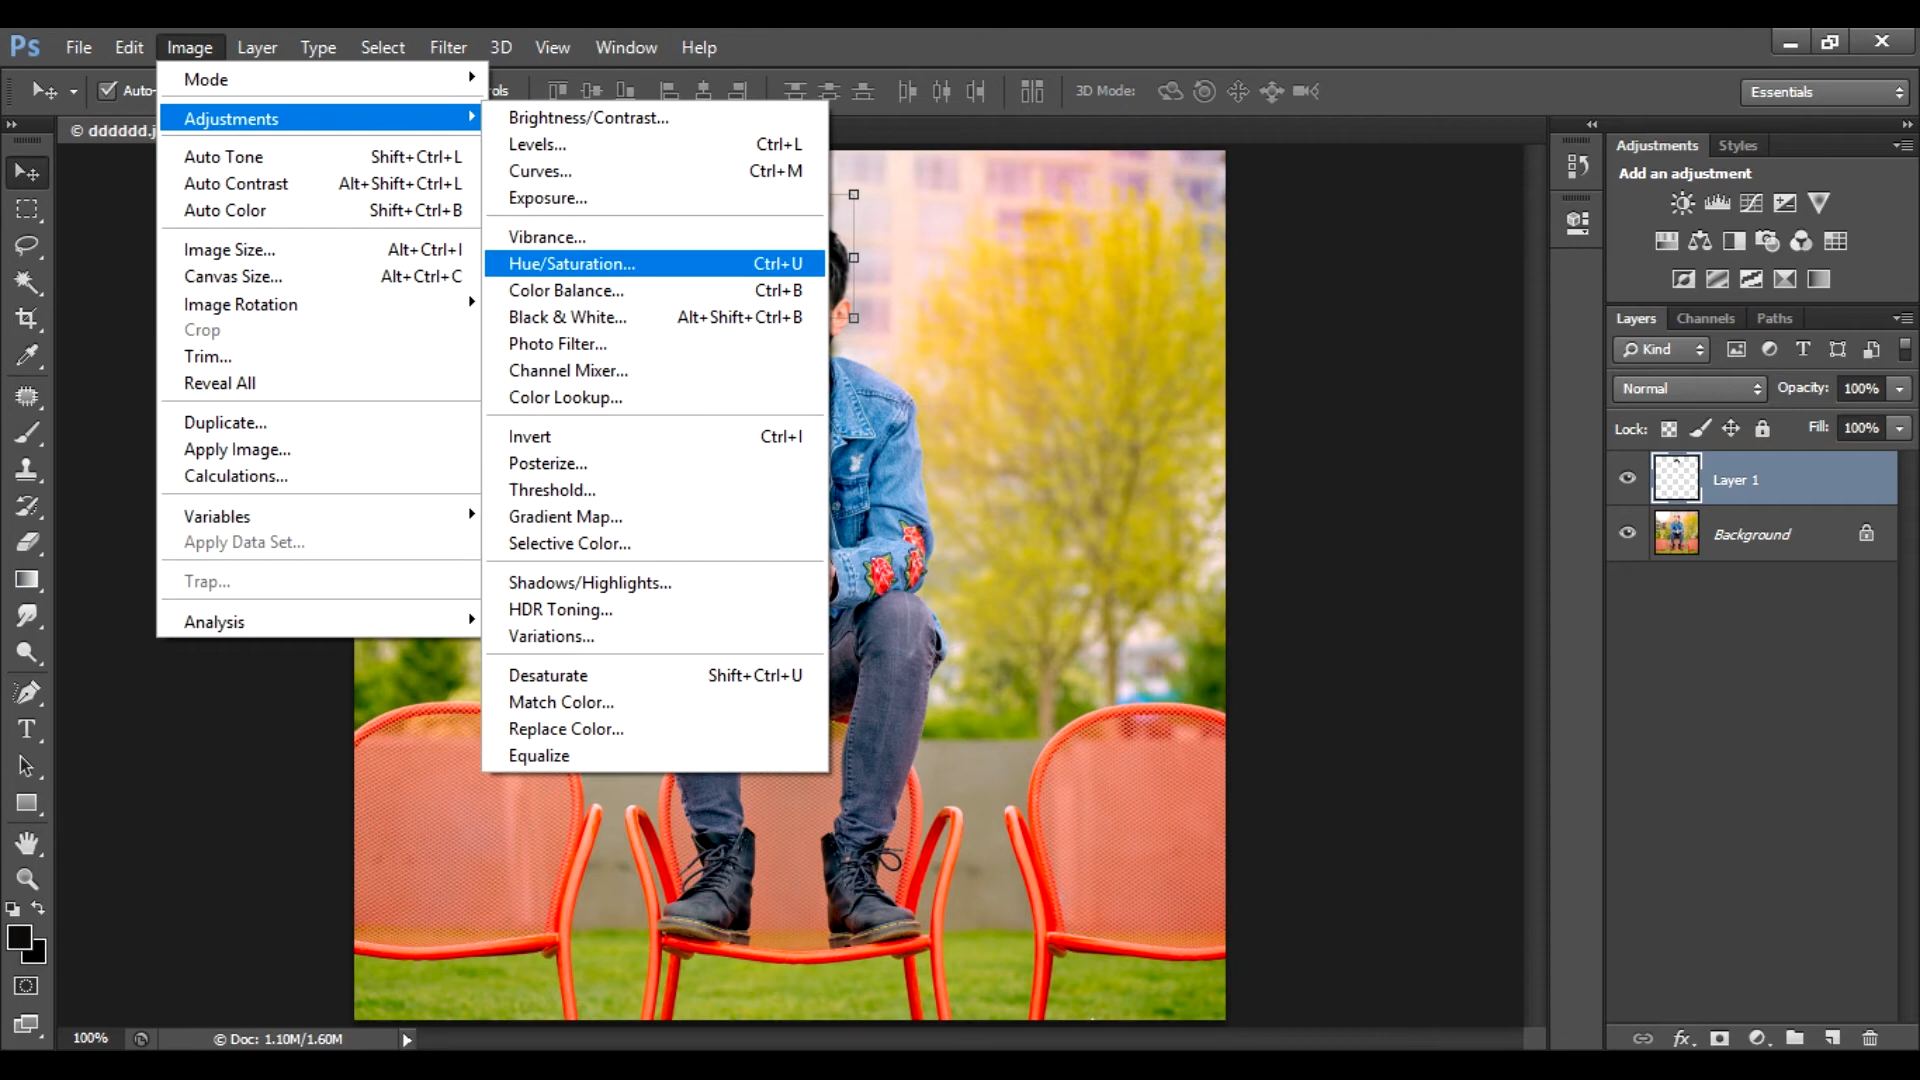 Ps File Edit Image Layer Type Select Filter 3D View Window Help
Auto- ols 3D Mode: Essentials
© dddddd.j
Mode
Adjustments
Auto Tone Shift+Ctrl+L
Auto Contrast Alt+Shift+Ctrl+L
Auto Color Shift+Ctrl+B
Image Size... Alt+Ctrl+I
Canvas Size... Alt+Ctrl+C
Image Rotation
Crop
Trim...
Reveal All
Duplicate...
Apply Image...
Calculations...
Variables
Apply Data Set...
Trap...
Analysis
Brightness/Contrast...
Levels... Ctrl+L
Curves... Ctrl+M
Exposure...
Vibrance...
Hue/Saturation... Ctrl+U
Color Balance... Ctrl+B
Black & White... Alt+Shift+Ctrl+B
Photo Filter...
Channel Mixer...
Color Lookup...
Invert Ctrl+I
Posterize...
Threshold...
Gradient Map...
Selective Color...
Shadows/Highlights...
HDR Toning...
Variations...
Desaturate Shift+Ctrl+U
Match Color...
Replace Color...
Equalize
Adjustments Styles
Add an adjustment
Layers Channels Paths
Kind
Normal Opacity: 100%
Lock: Fill: 100%
Layer 1
Background
fx
100% © Doc: 1.10M/1.60M